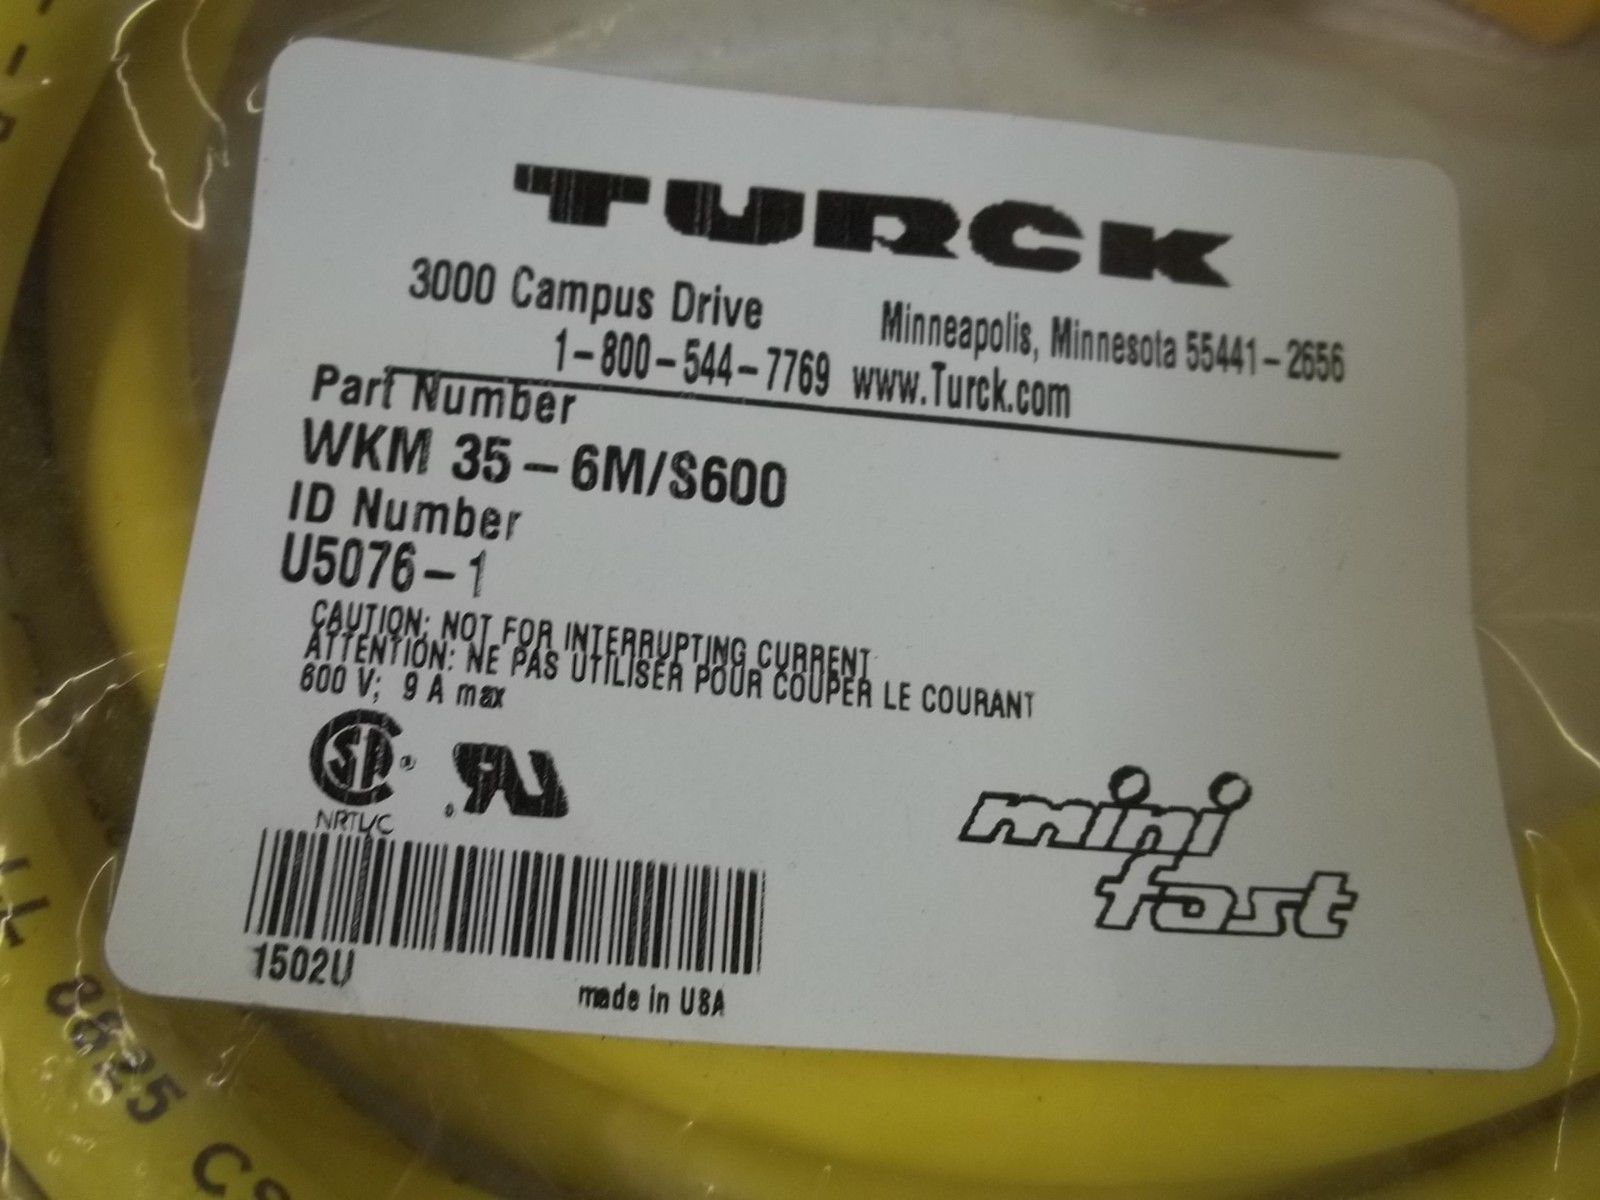 TURCK
3000 Campus Drive Minneapolis, Minnesota 55441-2656
1-800-544-7769 www.Turck.com
Part Number
WKM 35-6M/S600
ID Number
U5076-1
CAUTION: NOT FOR INTERRUPTING CURRENT
ATTENTION: NE PAS UTILISER POUR COUPER LE COURANT
600 V; 9 A max
SP ®
NRTL/C
® RU
mini
fast
1502U
made in USA